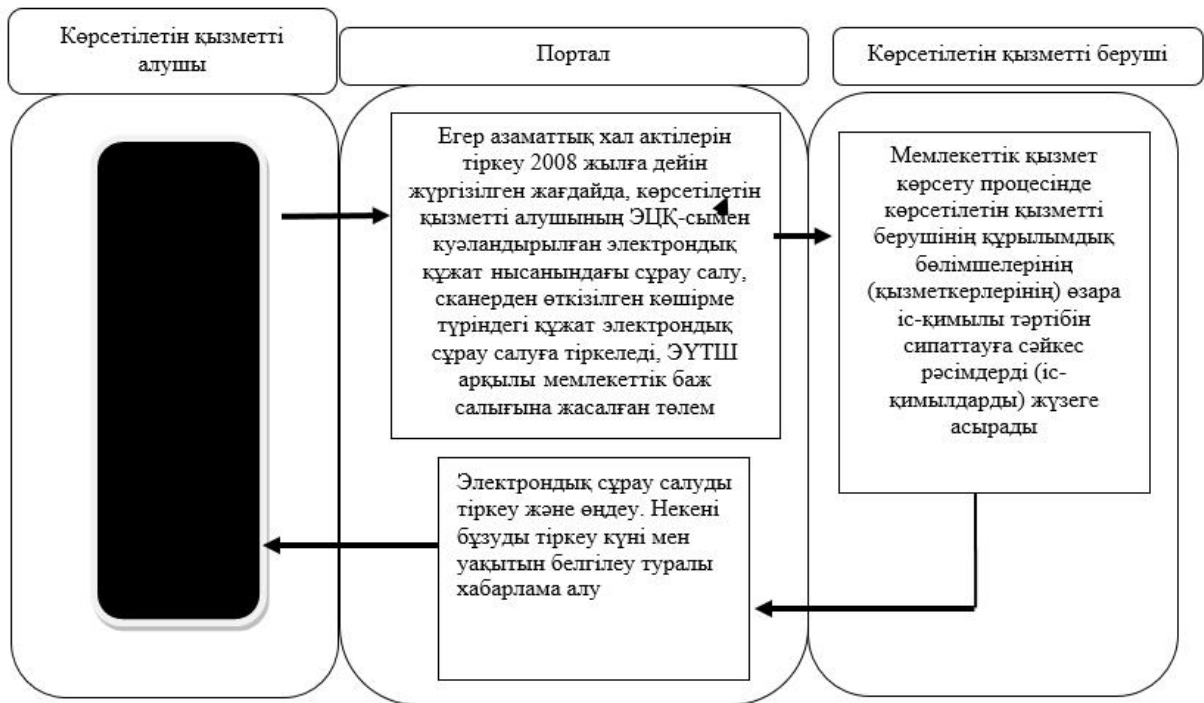 Көрсетілетін қызметті
алушы
Портал
Көрсетілетін қызметті беруші
Егер азаматтық хал актілерін
тіркеу 2008 жылға дейін
жүргізілген жағдайда, көрсетілетін
қызметті алушының ЭЦҚ-сымен
куәландырылған электрондық
құжат нысанындағы сұрау салу,
сканерден өткізілген көшірме
түріндегі құжат электрондық
сұрау салуға тіркеледі, ЭҮТШ
арқылы мемлекеттік баж
салығына жасалған төлем
Мемлекеттік қызмет
көрсету процесінде
көрсетілетін қызметті
берушінің құрылымдық
бөлімшелерінің
(қызметкерлерінің) өзара
іс-қимылы тәртібін
сипаттауға сәйкес
рәсімдерді (іс-
қимылдарды) жүзеге
асырады
Электрондық сұрау салуды
тіркеу және өңдеу. Некені
бұзуды тіркеу күні мен
уақытын белгілеу туралы
хабарлама алу